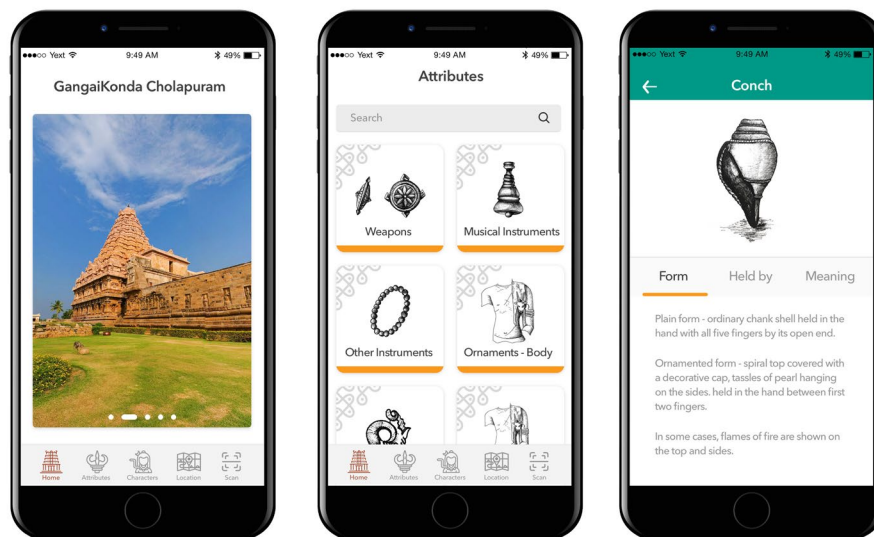 ●●●○○ Yext 9:49 AM 49%
GangaiKonda Cholapuram
Home Attributes Characters Location Scan
●●●○○ Yext 9:49 AM 49%
Attributes
Search
Weapons Musical Instruments
Other Instruments Ornaments - Body
Home Attributes Characters Location Scan
●●●○○ Yext 9:49 AM 49%
Conch
Form Held by Meaning
Plain form - ordinary chank shell held in the
hand with all five fingers by its open end.
Ornamented form - spiral top covered with
a decorative cap, tassles of pearl hanging
on the sides. held in the hand between first
two fingers.
In some cases, flames of fire are shown on
the top and sides.